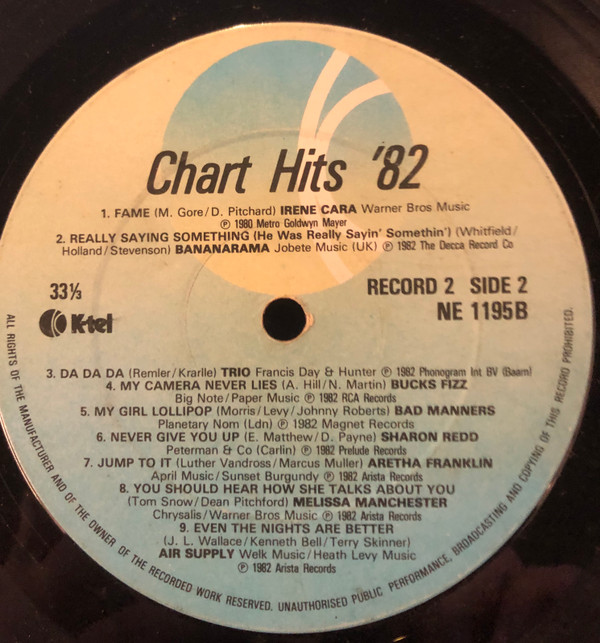 Chart Hits '82
1. FAME (M. Gore/D. Pitchard) IRENE CARA Warner Bros Music
℗ 1980 Metro Goldwyn Mayer
2. REALLY SAYING SOMETHING (He Was Really Sayin' Somethin') (Whitfield/
Holland/Stevenson) BANANARAMA Jobete Music (UK) ℗ 1982 The Decca Record Co
33⅓
RECORD 2 SIDE 2
K-tel
NE 1195B
3. DA DA DA (Remler/Krarlle) TRIO Francis Day & Hunter ℗ 1982 Phonogram Int BV (Baam)
4. MY CAMERA NEVER LIES (A. Hill/N. Martin) BUCKS FIZZ
Big Note/Paper Music ℗ 1982 RCA Records
5. MY GIRL LOLLIPOP (Morris/Levy/Johnny Roberts) BAD MANNERS
Planetary Nom (Ldn) ℗ 1982 Magnet Records
6. NEVER GIVE YOU UP (E. Matthew/D. Payne) SHARON REDD
Peterman & Co (Carlin) ℗ 1982 Prelude Records
7. JUMP TO IT (Luther Vandross/Marcus Muller) ARETHA FRANKLIN
April Music/Sunset Burgundy ℗ 1982 Arista Records
8. YOU SHOULD HEAR HOW SHE TALKS ABOUT YOU
(Tom Snow/Dean Pitchford) MELISSA MANCHESTER
Chrysalis/Warner Bros Music ℗ 1982 Arista Records
9. EVEN THE NIGHTS ARE BETTER
(J. L. Wallace/Kenneth Bell/Terry Skinner)
AIR SUPPLY Welk Music/Heath Levy Music
℗ 1982 Arista Records
ALL RIGHTS OF THE MANUFACTURER AND OF THE OWNER OF THE RECORDED WORK RESERVED. UNAUTHORISED PUBLIC PERFORMANCE, BROADCASTING AND COPYING OF THIS RECORD PROHIBITED.